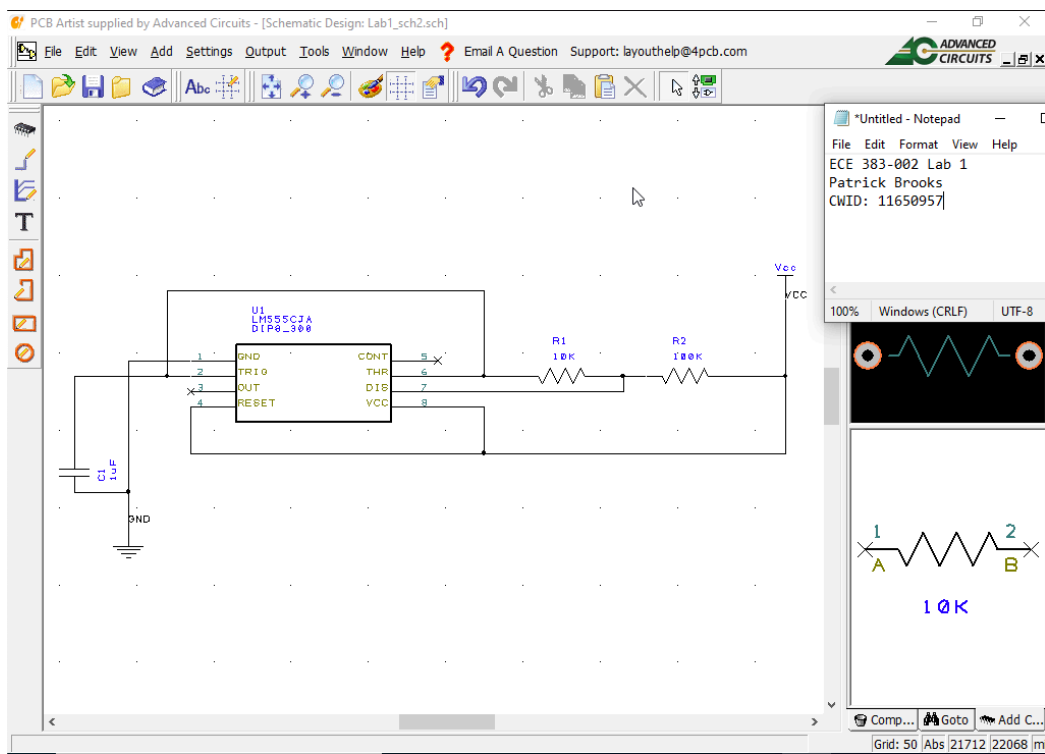 PCB Artist supplied by Advanced Circuits - [Schematic Design: Lab1_sch2.sch]
File Edit View Add Settings Output Tools Window Help ? Email A Question Support: layouthelp@4pcb.com
ADVANCED
CIRCUITS
Abc
*Untitled - Notepad
File Edit Format View Help
ECE 383-002 Lab 1
Patrick Brooks
CWID: 11650957
100% Windows (CRLF) UTF-8
T
Vcc
VCC
U1
LM555CJA
DIP8_300
R1
10K
R2
100K
1 GND CONT 5
2 TRIG THR 6
3 OUT DIS 7
4 RESET VCC 8
C1
1uF
GND
1 2
A B
10K
Comp... Goto Add C...
Grid: 50 Abs 21712 22068 m